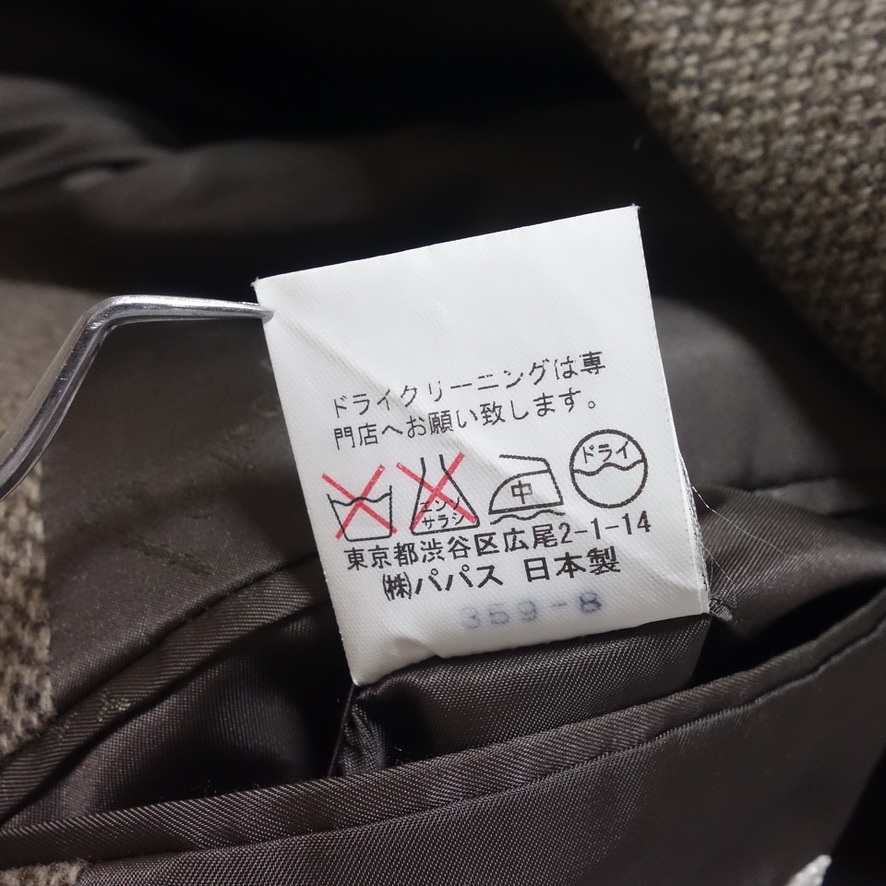 ドライクリーニングは専
門店へお願い致します。
エンソ
サラシ
中
ドライ
東京都渋谷区広尾2-1-14
㈱パパス 日本製
359-8